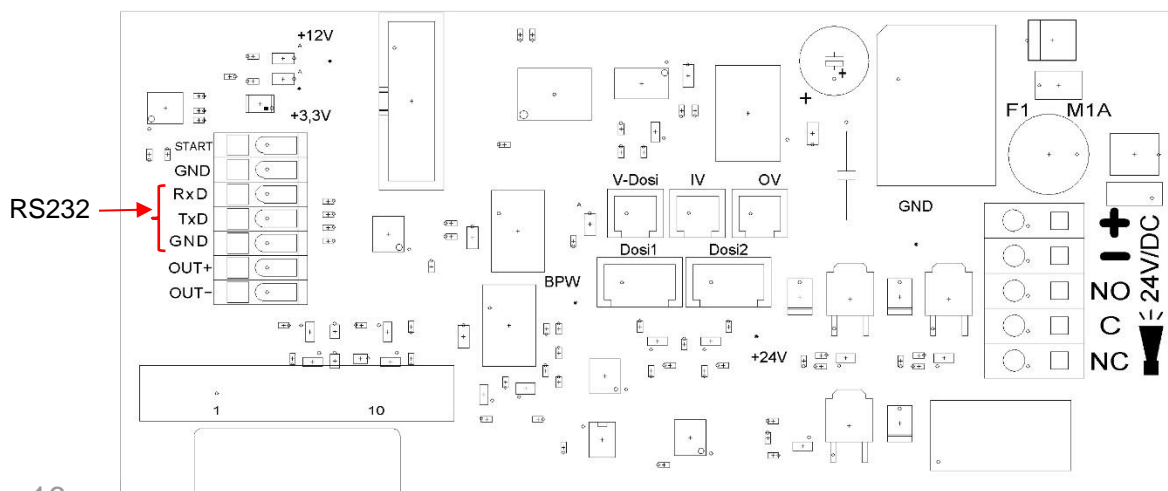 +12V
+3,3V
START
GND
RxD
TxD
GND
OUT+
OUT-
RS232
V-Dosi IV OV
Dosi1 Dosi2
BPW
+24V
GND
F1 M1A
+
-
24V/DC
NO
C
NC
1 10